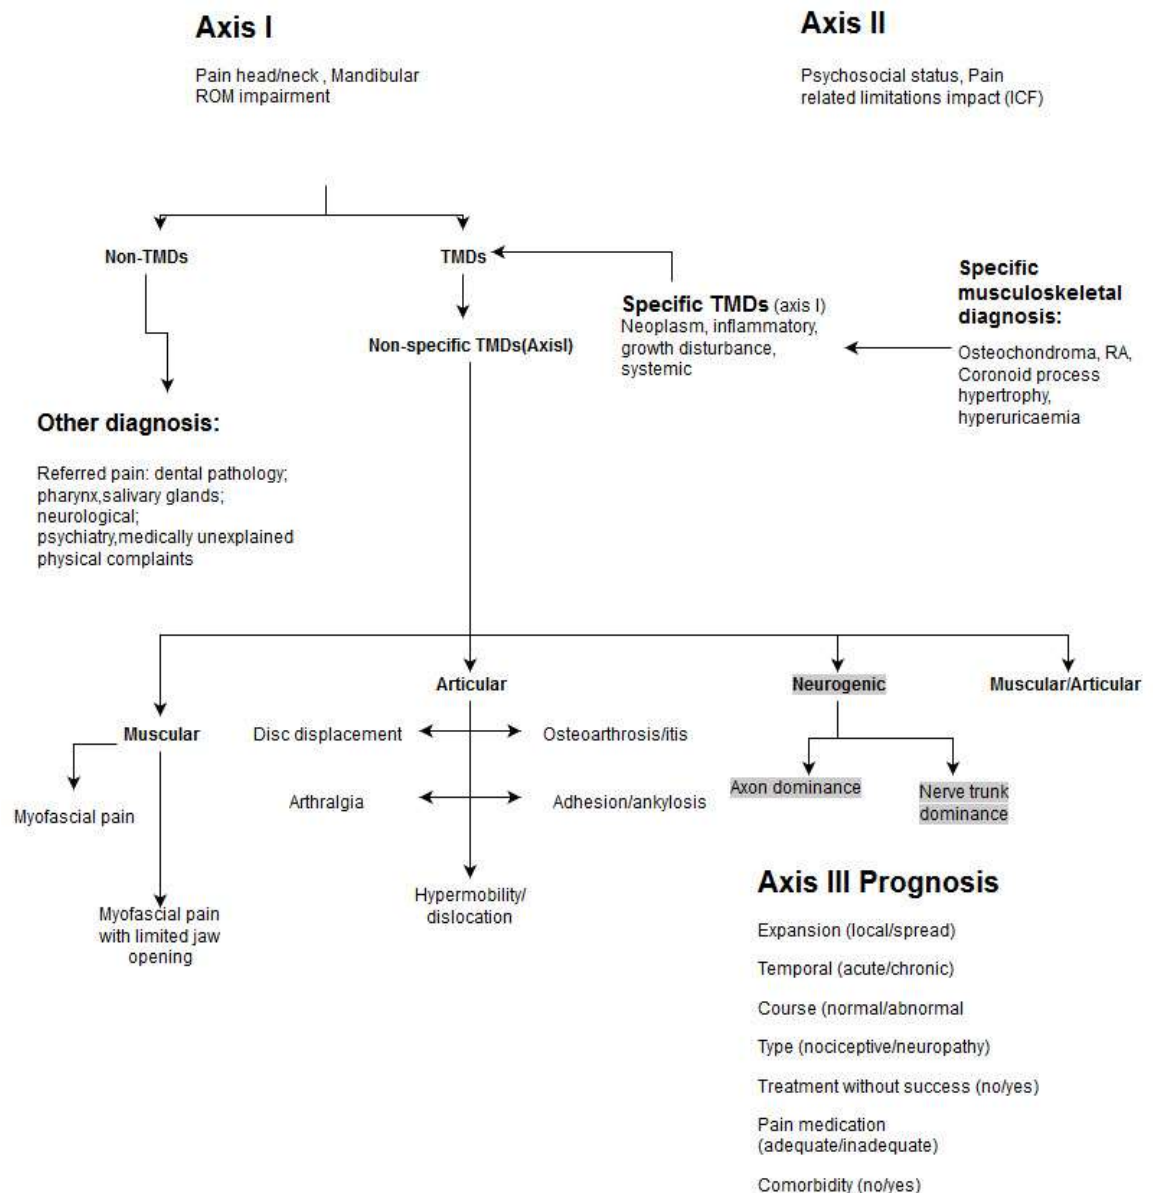 Axis I
Pain head/neck , Mandibular
ROM impairment
Axis II
Psychosocial status, Pain
related limitations impact (ICF)
Non-TMDs
TMDs
Specific TMDs (axis I)
Neoplasm, inflammatory,
growth disturbance,
systemic
Specific
musculoskeletal
diagnosis:
Osteochondroma, RA,
Coronoid process
hypertrophy,
hyperuricaemia
Non-specific TMDs(AxisI)
Other diagnosis:
Referred pain: dental pathology;
pharynx,salivary glands;
neurological;
psychiatry,medically unexplained
physical complaints
Muscular
Myofascial pain
Myofascial pain
with limited jaw
opening
Articular
Disc displacement
Osteoarthrosis/itis
Arthralgia
Adhesion/ankylosis
Hypermobility/
dislocation
Neurogenic
Axon dominance
Nerve trunk
dominance
Muscular/Articular
Axis III Prognosis
Expansion (local/spread)
Temporal (acute/chronic)
Course (normal/abnormal
Type (nociceptive/neuropathy)
Treatment without success (no/yes)
Pain medication
(adequate/inadequate)
Comorbidity (no/yes)